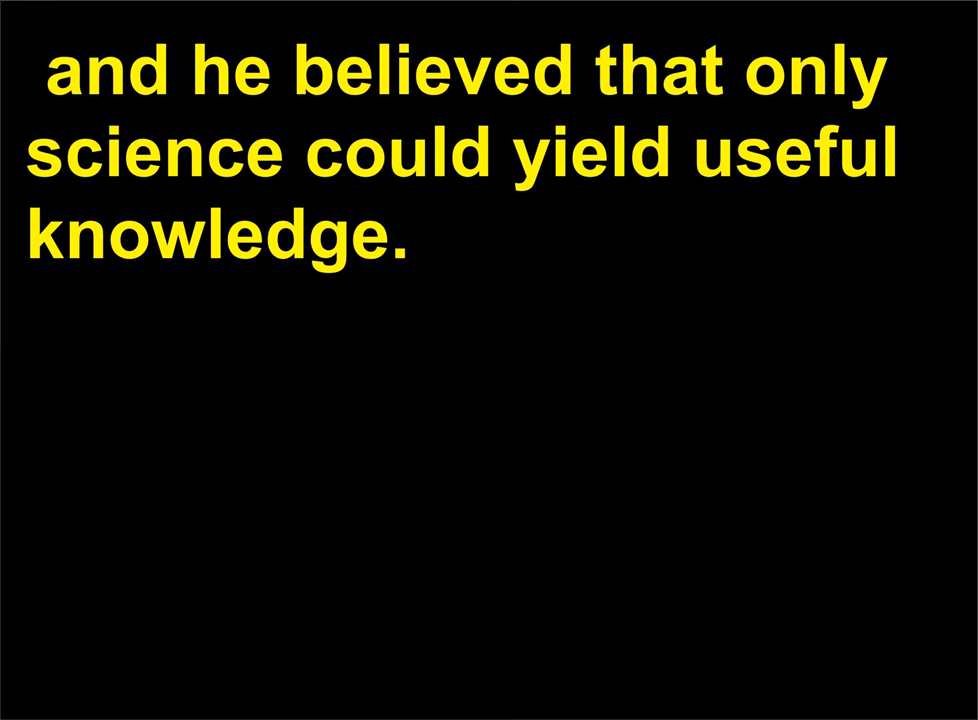 and he believed that only
science could yield useful
knowledge.